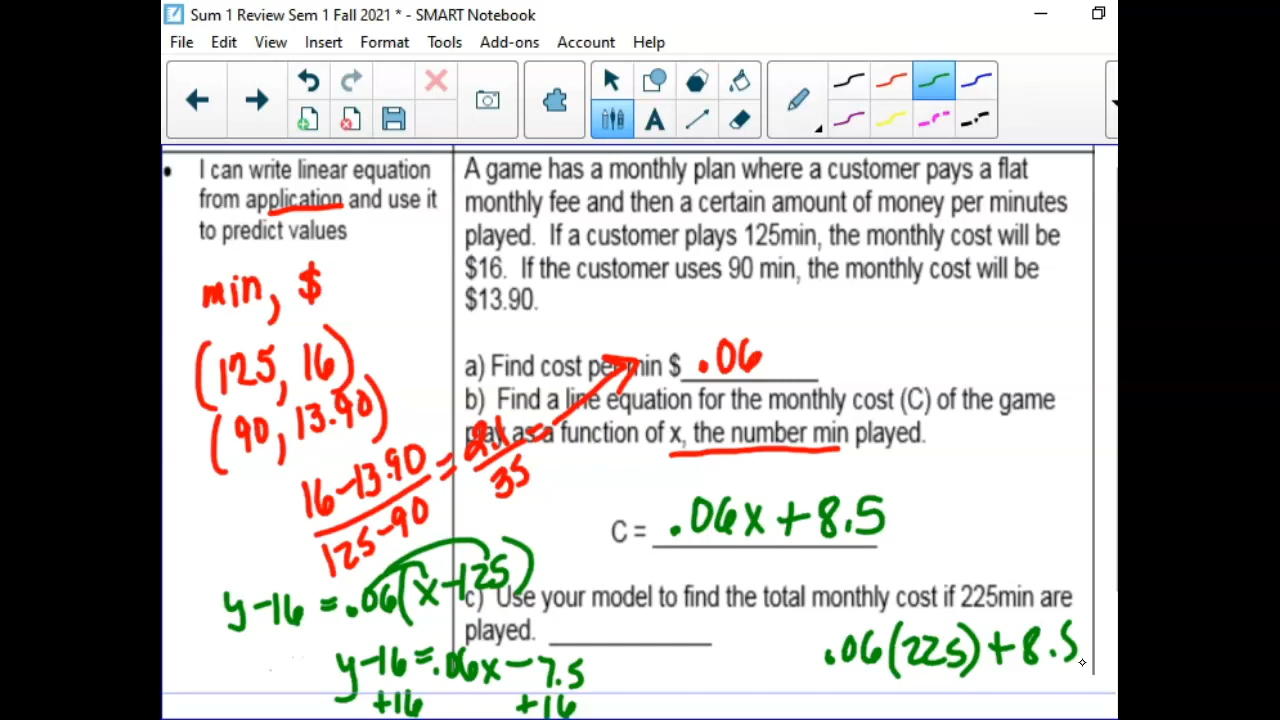 Sum 1 Review Sem 1 Fall 2021 * - SMART Notebook
File Edit View Insert Format Tools Add-ons Account Help
• I can write linear equation
from application and use it
to predict values
A game has a monthly plan where a customer pays a flat
monthly fee and then a certain amount of money per minutes
played. If a customer plays 125min, the monthly cost will be
$16. If the customer uses 90 min, the monthly cost will be
$13.90.
min, $
(125, 16)
(90, 13.90)
16-13.90 = 2.1 =
125-90 35
a) Find cost per min $ .06
b) Find a line equation for the monthly cost (C) of the game
play as a function of x, the number min played.
C = .06x + 8.5
y-16 = .06(x-125)
y-16 = .06x - 7.5
+16 +16
c) Use your model to find the total monthly cost if 225min are
played.
.06(225) + 8.5